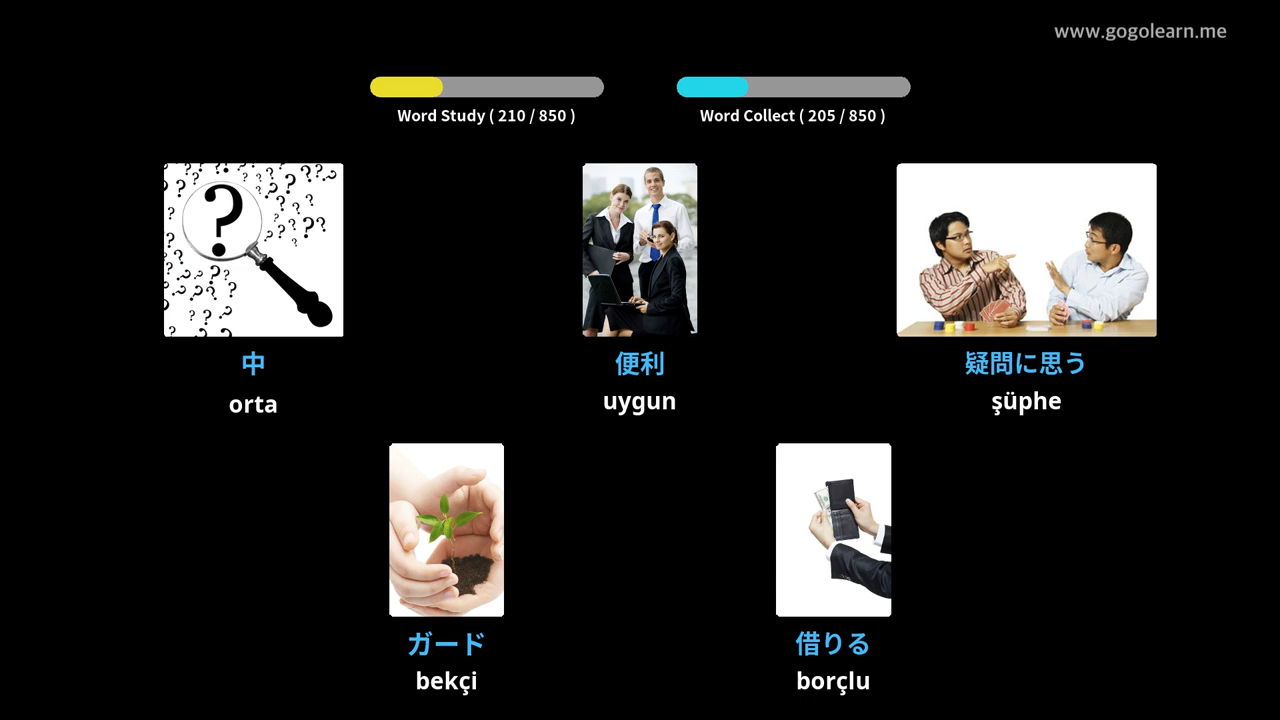 www.gogolearn.me
Word Study ( 210 / 850 )
Word Collect ( 205 / 850 )
中
orta
便利
uygun
疑問に思う
şüphe
ガード
bekçi
借りる
borçlu